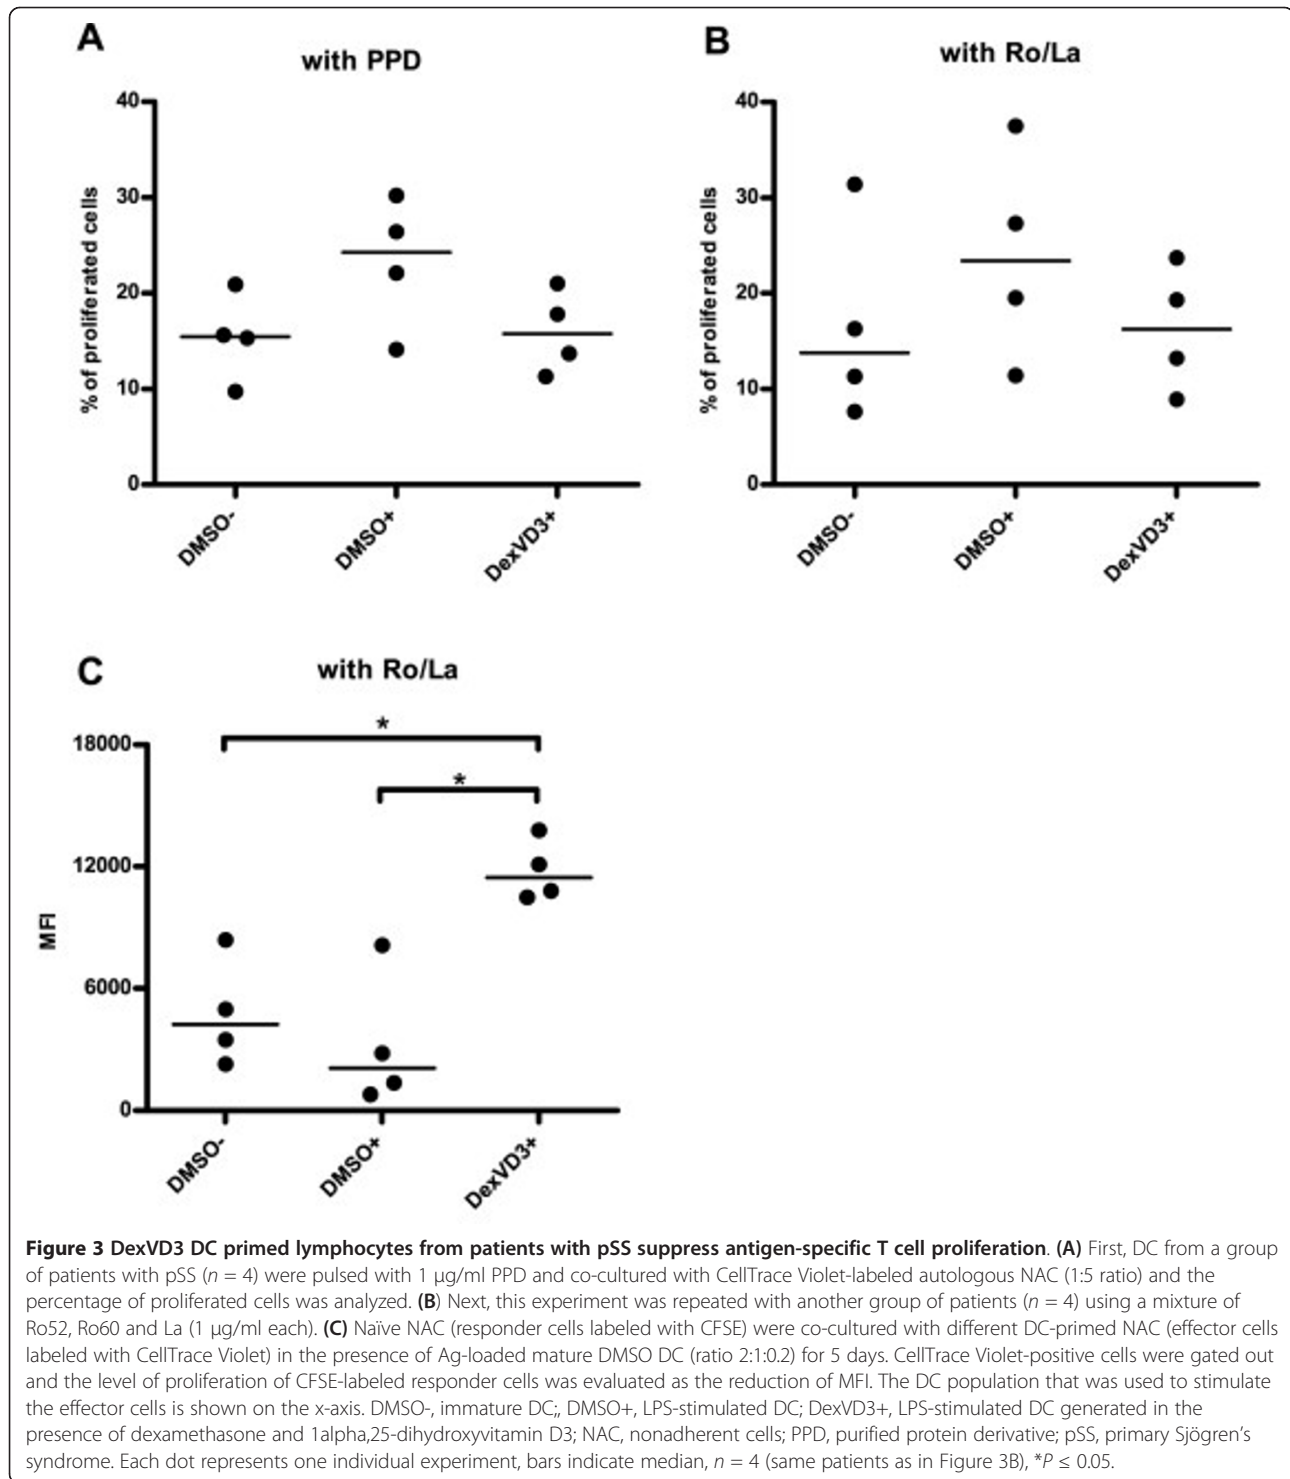 A
with PPD
% of proliferated cells
40
30
20
10
0
DMSO-
DMSO+
DexVD3+
B
with Ro/La
% of proliferated cells
40
30
20
10
0
DMSO-
DMSO+
DexVD3+
C
with Ro/La
MFI
18000
12000
6000
0
*
*
DMSO-
DMSO+
DexVD3+
Figure 3 DexVD3 DC primed lymphocytes from patients with pSS suppress antigen-specific T cell proliferation. (A) First, DC from a group
of patients with pSS (n = 4) were pulsed with 1 μg/ml PPD and co-cultured with CellTrace Violet-labeled autologous NAC (1:5 ratio) and the
percentage of proliferated cells was analyzed. (B) Next, this experiment was repeated with another group of patients (n = 4) using a mixture of
Ro52, Ro60 and La (1 μg/ml each). (C) Naïve NAC (responder cells labeled with CFSE) were co-cultured with different DC-primed NAC (effector cells
labeled with CellTrace Violet) in the presence of Ag-loaded mature DMSO DC (ratio 2:1:0.2) for 5 days. CellTrace Violet-positive cells were gated out
and the level of proliferation of CFSE-labeled responder cells was evaluated as the reduction of MFI. The DC population that was used to stimulate
the effector cells is shown on the x-axis. DMSO-, immature DC;, DMSO+, LPS-stimulated DC; DexVD3+, LPS-stimulated DC generated in the
presence of dexamethasone and 1alpha,25-dihydroxyvitamin D3; NAC, nonadherent cells; PPD, purified protein derivative; pSS, primary Sjögren's
syndrome. Each dot represents one individual experiment, bars indicate median, n = 4 (same patients as in Figure 3B), *P ≤ 0.05.